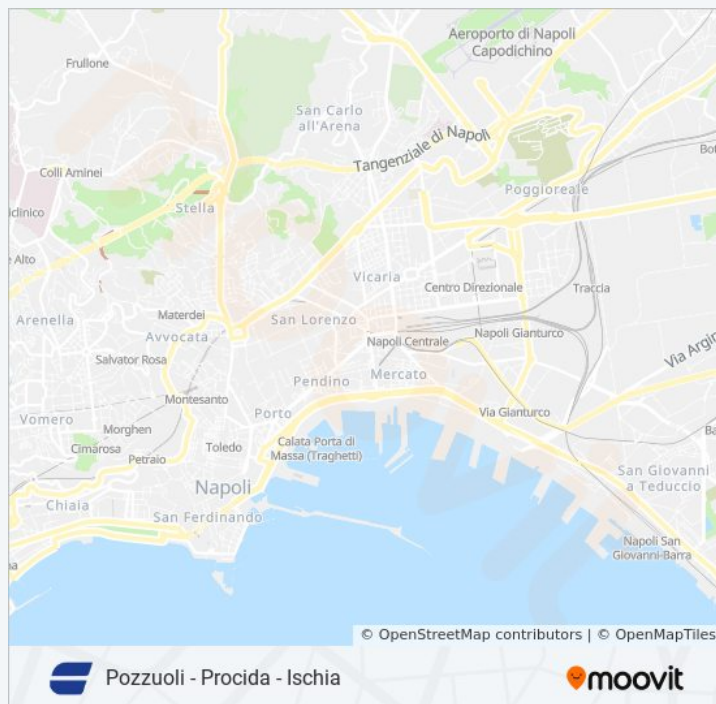 Aeroporto di Napoli
Capodichino
Frullone
San Carlo
all'Arena
Tangenziale di Napoli
Colli Aminei
Poggioreale
Stella
Vicaria
Centro Direzionale
Traccia
Materdei
Arenella
San Lorenzo
Avvocata
Napoli Centrale
Napoli Gianturco
Salvator Rosa
Pendino
Mercato
Montesanto
Porto
Via Gianturco
Vomero
Morghen
Cimarosa
Toledo
Petraio
Calata Porta di
Massa (Traghetti)
San Giovanni
a Teduccio
Napoli
Chiaia
San Ferdinando
Napoli San
Giovanni-Barra
© OpenStreetMap contributors | © OpenMapTiles
Pozzuoli - Procida - Ischia
moovit